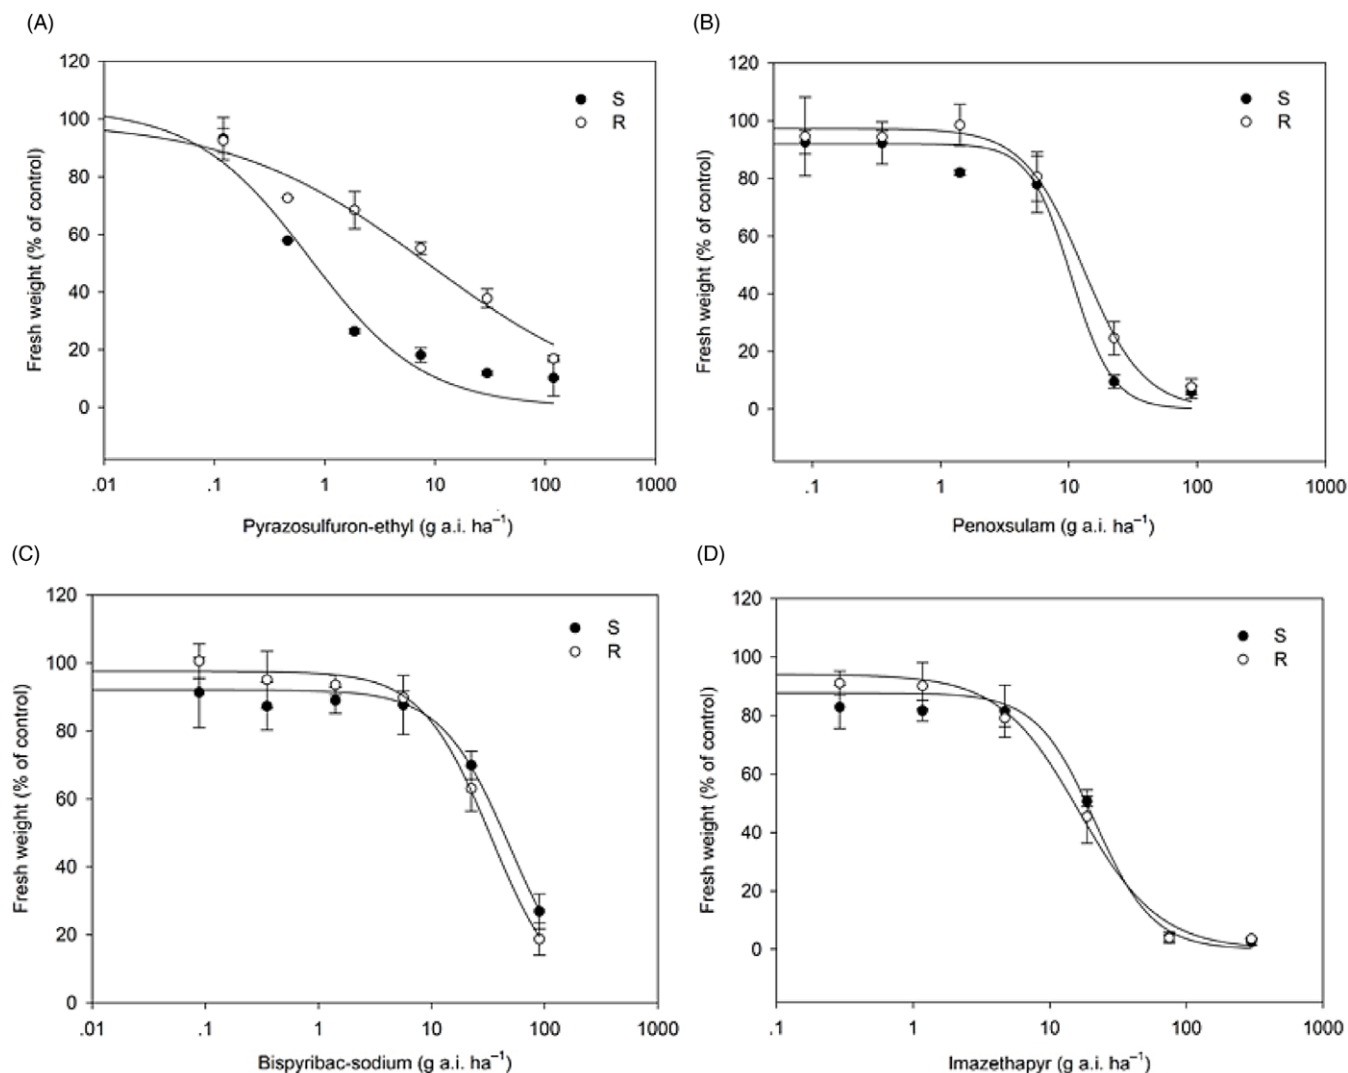 (A)
120
100
80
60
40
20
0
Fresh weight (% of control)
S
R
.01 .1 1 10 100 1000
Pyrazosulfuron-ethyl (g a.i. ha⁻¹)
(B)
120
100
80
60
40
20
0
Fresh weight (% of control)
S
R
.1 1 10 100 1000
Penoxsulam (g a.i. ha⁻¹)
(C)
120
100
80
60
40
20
0
Fresh weight (% of control)
S
R
.01 .1 1 10 100 1000
Bispyribac-sodium (g a.i. ha⁻¹)
(D)
120
100
80
60
40
20
0
Fresh weight (% of control)
S
R
.1 1 10 100 1000
Imazethapyr (g a.i. ha⁻¹)